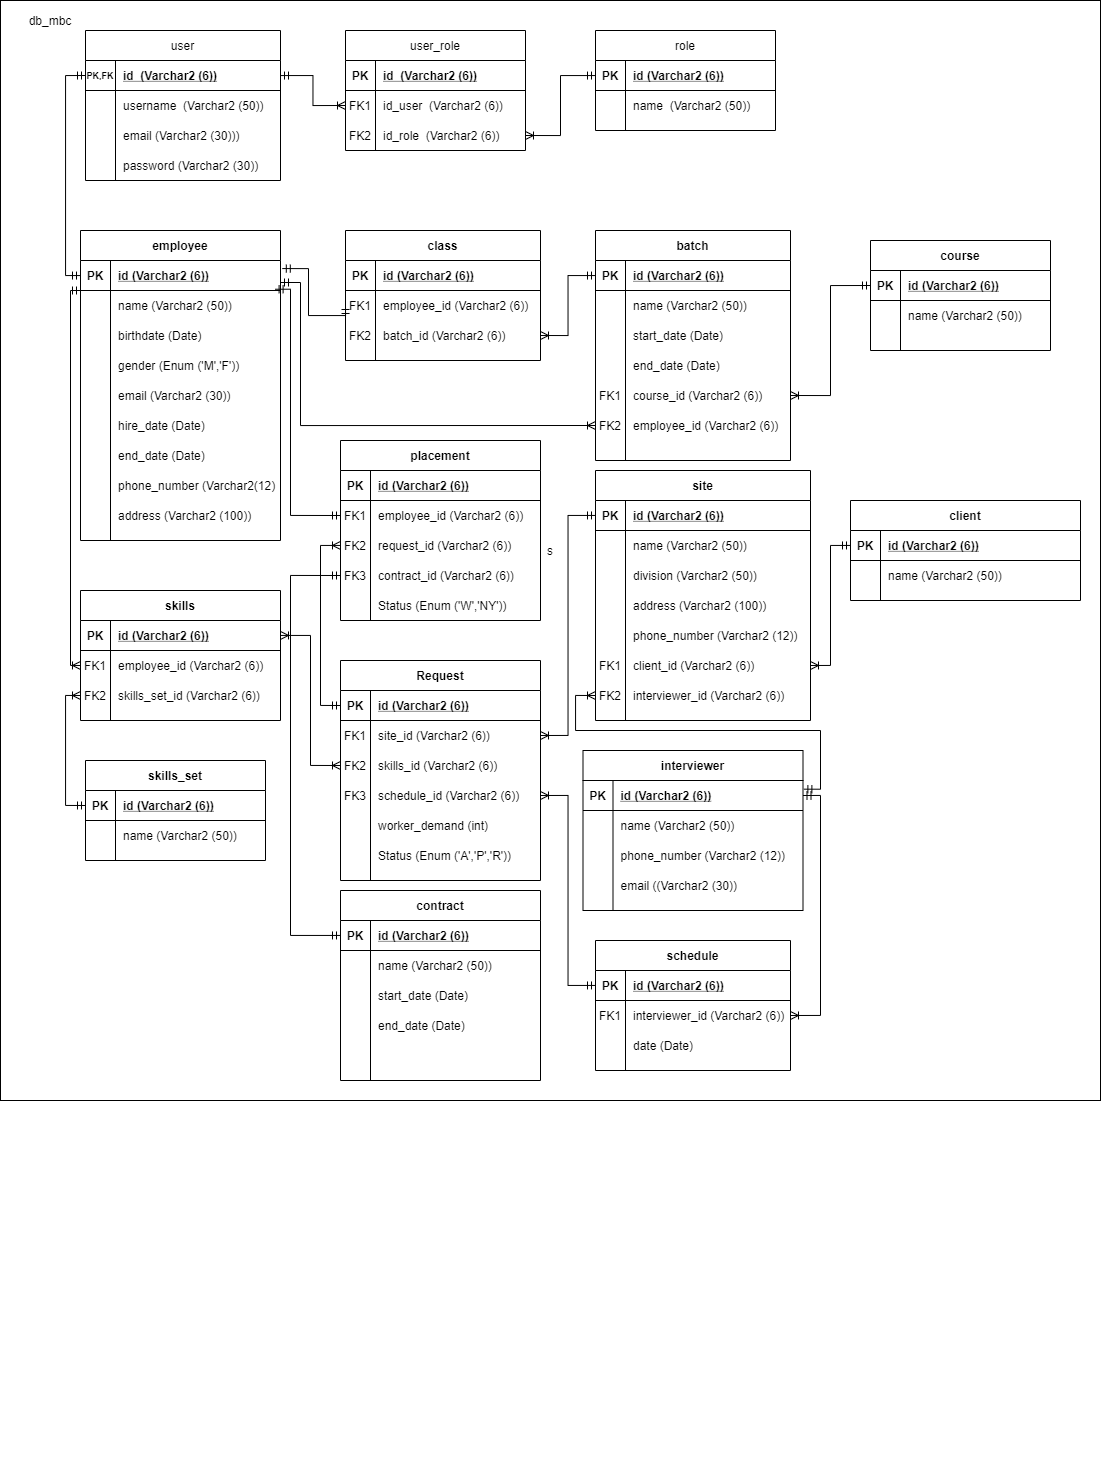 db_mbc
user
PK,FK id (Varchar2 (6))
username (Varchar2 (50))
email (Varchar2 (30)))
password (Varchar2 (30))
user_role
PK id (Varchar2 (6))
FK1 id_user (Varchar2 (6))
FK2 id_role (Varchar2 (6))
role
PK id (Varchar2 (6))
name (Varchar2 (50))
employee
PK id (Varchar2 (6))
name (Varchar2 (50))
birthdate (Date)
gender (Enum ('M','F'))
email (Varchar2 (30))
hire_date (Date)
end_date (Date)
phone_number (Varchar2(12)
address (Varchar2 (100))
class
PK id (Varchar2 (6))
FK1 employee_id (Varchar2 (6))
FK2 batch_id (Varchar2 (6))
batch
PK id (Varchar2 (6))
name (Varchar2 (50))
start_date (Date)
end_date (Date)
FK1 course_id (Varchar2 (6))
FK2 employee_id (Varchar2 (6))
course
PK id (Varchar2 (6))
name (Varchar2 (50))
placement
PK id (Varchar2 (6))
FK1 employee_id (Varchar2 (6))
FK2 request_id (Varchar2 (6))
FK3 contract_id (Varchar2 (6))
Status (Enum ('W','NY'))
s
site
PK id (Varchar2 (6))
name (Varchar2 (50))
division (Varchar2 (50))
address (Varchar2 (100))
phone_number (Varchar2 (12))
FK1 client_id (Varchar2 (6))
FK2 interviewer_id (Varchar2 (6))
client
PK id (Varchar2 (6))
name (Varchar2 (50))
skills
PK id (Varchar2 (6))
FK1 employee_id (Varchar2 (6))
FK2 skills_set_id (Varchar2 (6))
Request
PK id (Varchar2 (6))
FK1 site_id (Varchar2 (6))
FK2 skills_id (Varchar2 (6))
FK3 schedule_id (Varchar2 (6))
worker_demand (int)
Status (Enum ('A','P','R'))
skills_set
PK id (Varchar2 (6))
name (Varchar2 (50))
interviewer
PK id (Varchar2 (6))
name (Varchar2 (50))
phone_number (Varchar2 (12))
email ((Varchar2 (30))
contract
PK id (Varchar2 (6))
name (Varchar2 (50))
start_date (Date)
end_date (Date)
schedule
PK id (Varchar2 (6))
FK1 interviewer_id (Varchar2 (6))
date (Date)